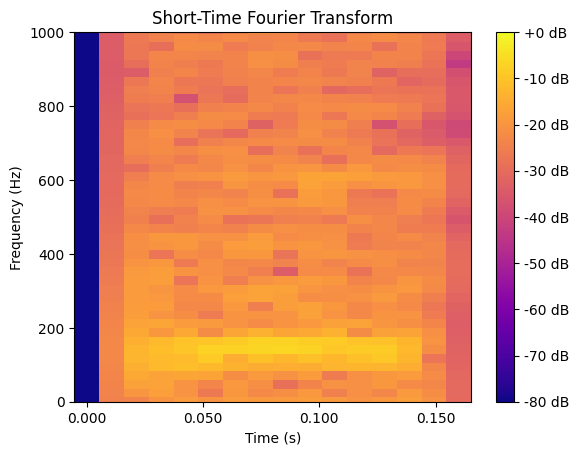 Short-Time Fourier Transform
Frequency (Hz)
1000
800
600
400
200
0
0.000
0.050
0.100
0.150
Time (s)
+0 dB
-10 dB
-20 dB
-30 dB
-40 dB
-50 dB
-60 dB
-70 dB
-80 dB